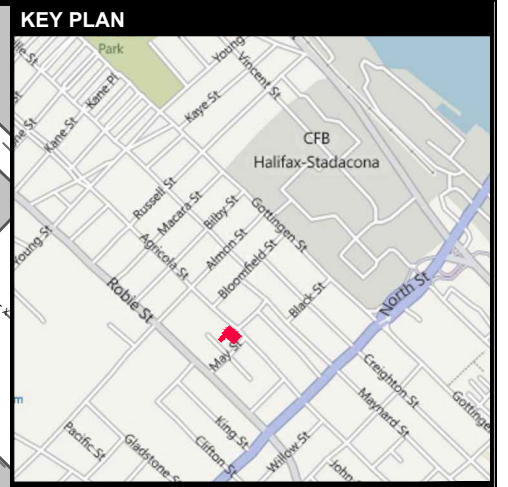 KEY PLAN
Park
Young
Vincent St
Kane Pl
Kaye St
Kane St
CFB
Halifax-Stadacona
Russell St
Macara St
Bilby St
Gottingen St
Young St
Agricola St
Almon St
Bloomfield St
Robie St
Black St
North St
May St
Creighton St
Maynard St
Gottinge
Pacific St
Gladstone S
King St
Clifton St
Willow St
John